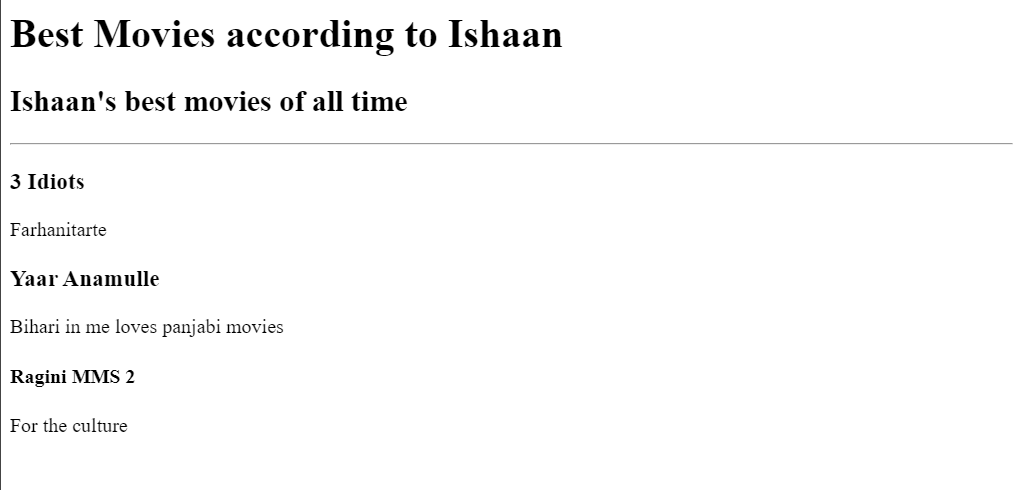 Best Movies according to Ishaan
Ishaan's best movies of all time
3 Idiots
Farhanitarte
Yaar Anamulle
Bihari in me loves panjabi movies
Ragini MMS 2
For the culture